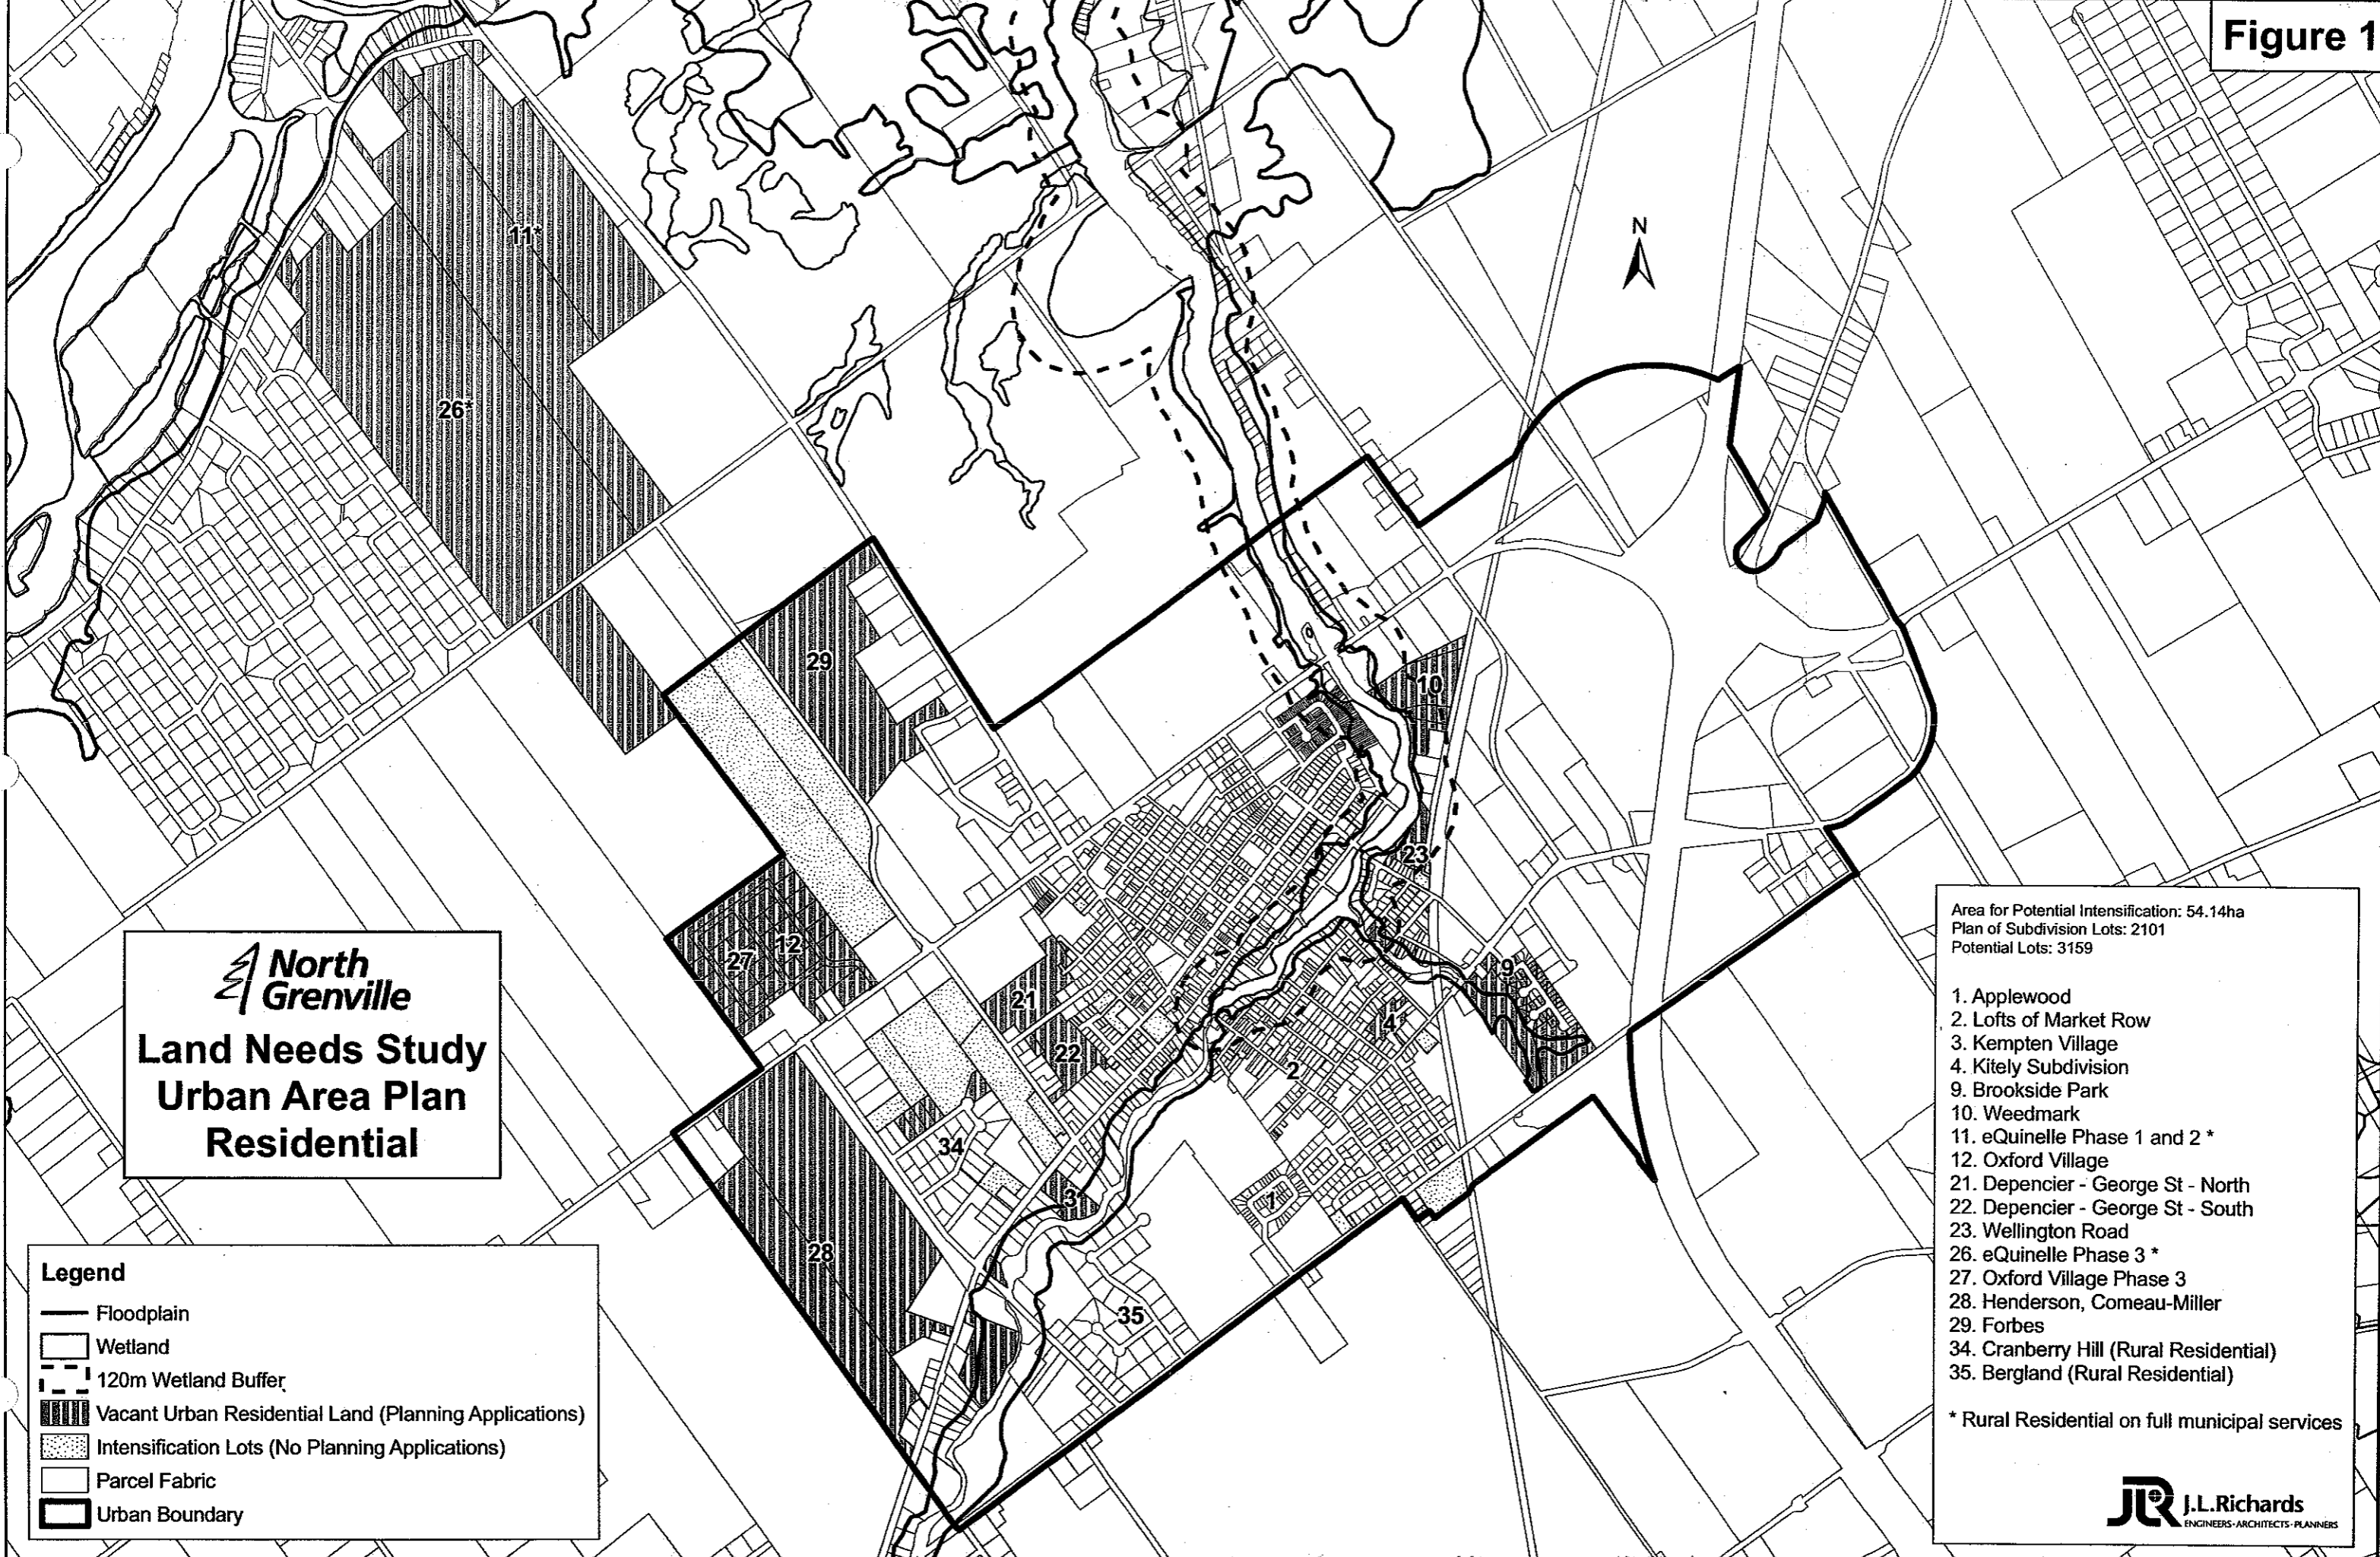 Figure 1
N
11*
26*
29
10
23
12
27
9
21
4
22
2
34
3
1
28
35
North
Grenville
Land Needs Study
Urban Area Plan
Residential
Legend
Floodplain
Wetland
120m Wetland Buffer
Vacant Urban Residential Land (Planning Applications)
Intensification Lots (No Planning Applications)
Parcel Fabric
Urban Boundary
Area for Potential Intensification: 54.14ha
Plan of Subdivision Lots: 2101
Potential Lots: 3159
1. Applewood
2. Lofts of Market Row
3. Kempten Village
4. Kitely Subdivision
9. Brookside Park
10. Weedmark
11. eQuinelle Phase 1 and 2 *
12. Oxford Village
21. Depencier - George St - North
22. Depencier - George St - South
23. Wellington Road
26. eQuinelle Phase 3 *
27. Oxford Village Phase 3
28. Henderson, Comeau-Miller
29. Forbes
34. Cranberry Hill (Rural Residential)
35. Bergland (Rural Residential)
* Rural Residential on full municipal services
JLR J.L.Richards
ENGINEERS·ARCHITECTS·PLANNERS